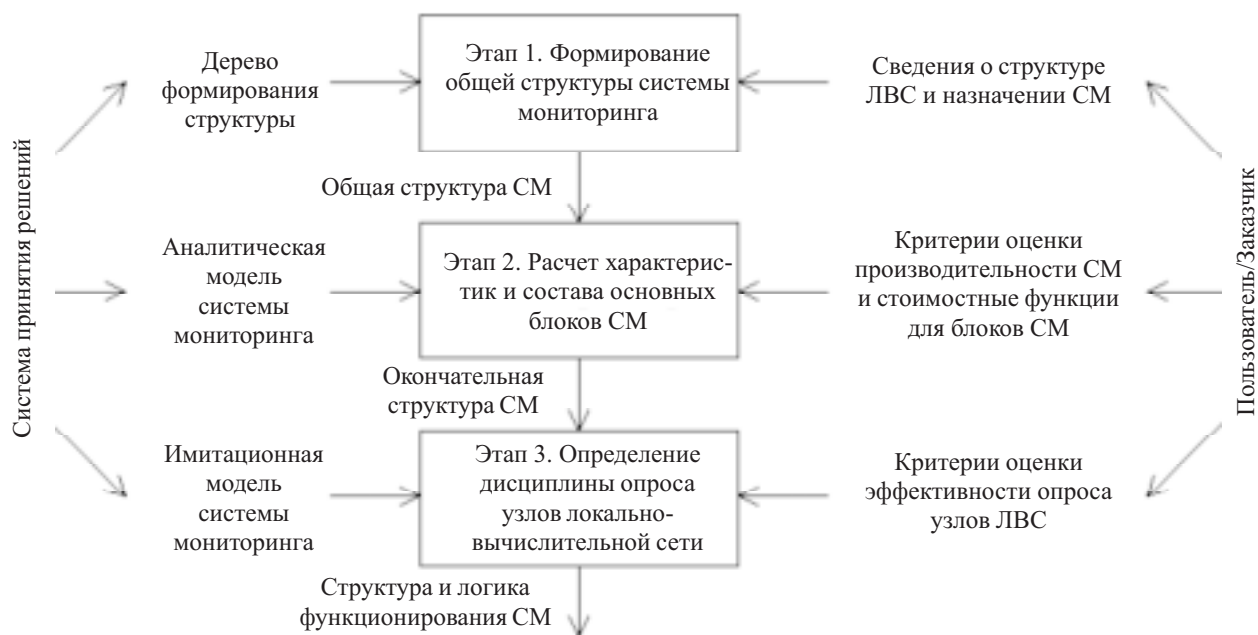 Система принятия решений
Дерево
формирования
структуры
Этап 1. Формирование
общей структуры системы
мониторинга
Сведения о структуре
ЛВС и назначении СМ
Общая структура СМ
Аналитическая
модель
системы
мониторинга
Этап 2. Расчет характерис-
тик и состава основных
блоков СМ
Критерии оценки
производительности СМ
и стоимостные функции
для блоков СМ
Окончательная
структура СМ
Имитационная
модель
системы
мониторинга
Этап 3. Определение
дисциплины опроса
узлов локально-
вычислительной сети
Критерии оценки
эффективности опроса
узлов ЛВС
Структура и логика
функционирования СМ
Пользователь/Заказчик